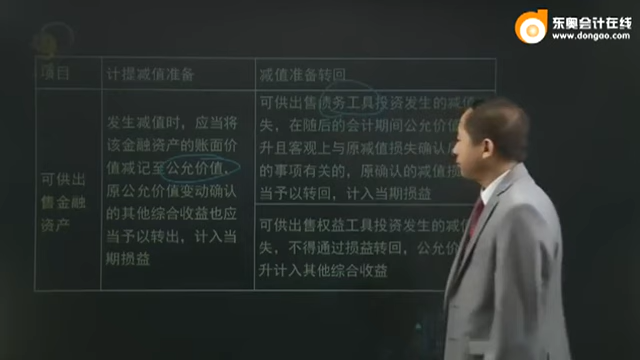 东奥会计在线
www.dongao.com
项目
计提减值准备
减值准备转回
可供出
售金融
资产
发生减值时，应当将
该金融资产的账面价
值减记至公允价值，
原公允价值变动确认
的其他综合收益也应
当予以转出，计入当
期损益
可供出售债务工具投资发生的减值
失，在随后的会计期间公允价值
升且客观上与原减值损失确认
的事项有关的，原确认的减值损
当予以转回，计入当期损益
可供出售权益工具投资发生的减值
失，不得通过损益转回，公允价
升计入其他综合收益